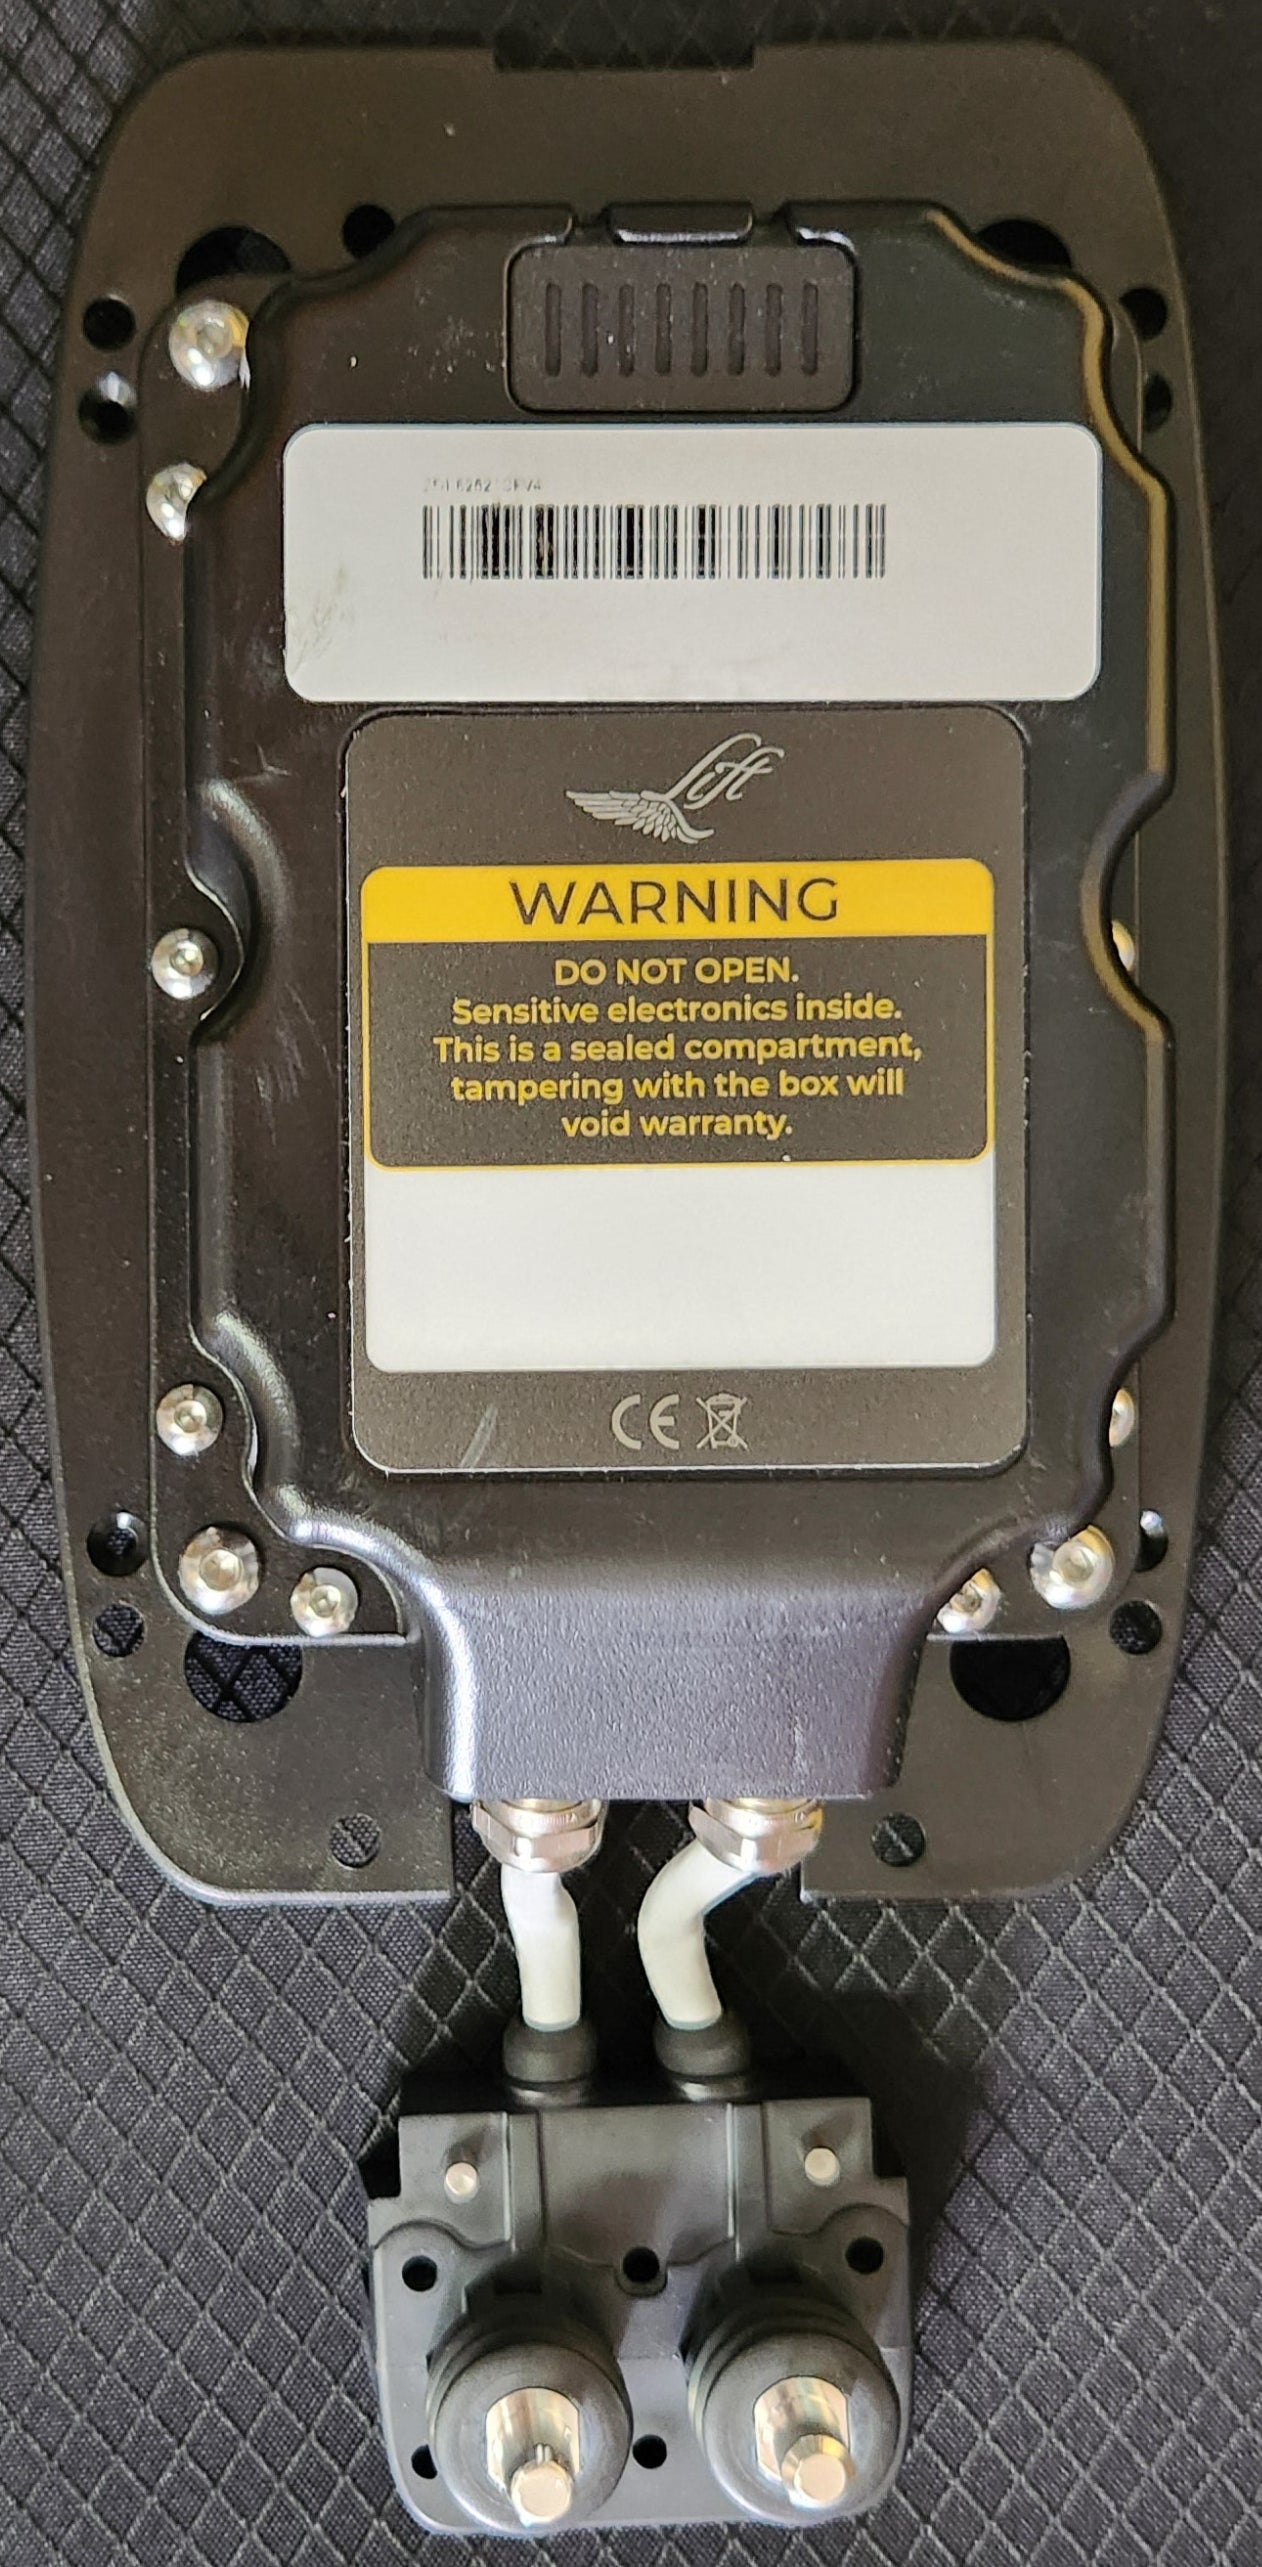 Lift
WARNING
DO NOT OPEN.
Sensitive electronics inside.
This is a sealed compartment,
tampering with the box will
void warranty.
CE